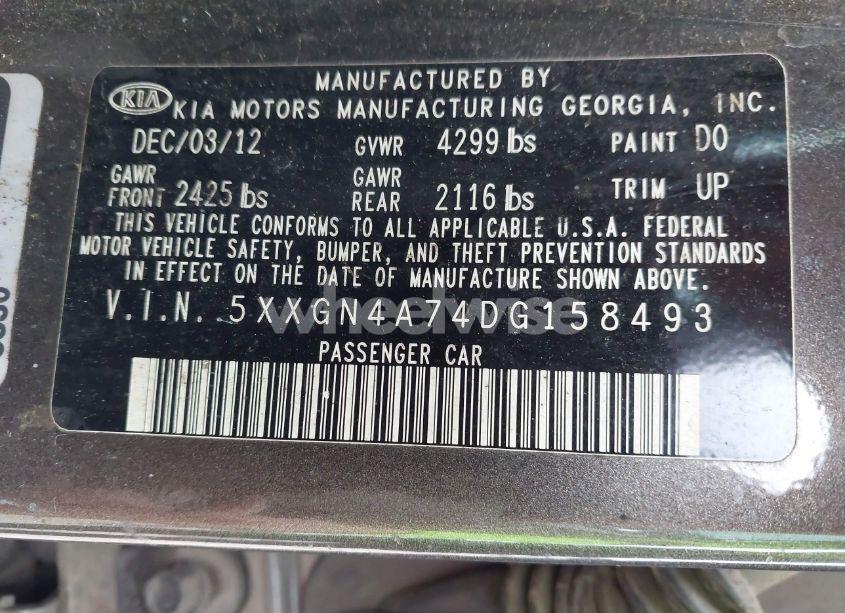 MANUFACTURED BY
KIA KIA MOTORS MANUFACTURING GEORGIA, INC.
DEC/03/12 GVWR 4299 lbs PAINT D0
GAWR FRONT 2425 lbs GAWR REAR 2116 lbs TRIM UP
THIS VEHICLE CONFORMS TO ALL APPLICABLE U.S.A. FEDERAL
MOTOR VEHICLE SAFETY, BUMPER, AND THEFT PREVENTION STANDARDS
IN EFFECT ON THE DATE OF MANUFACTURE SHOWN ABOVE.
V.I.N. 5XXGN4A74DG158493
wheelwise
PASSENGER CAR